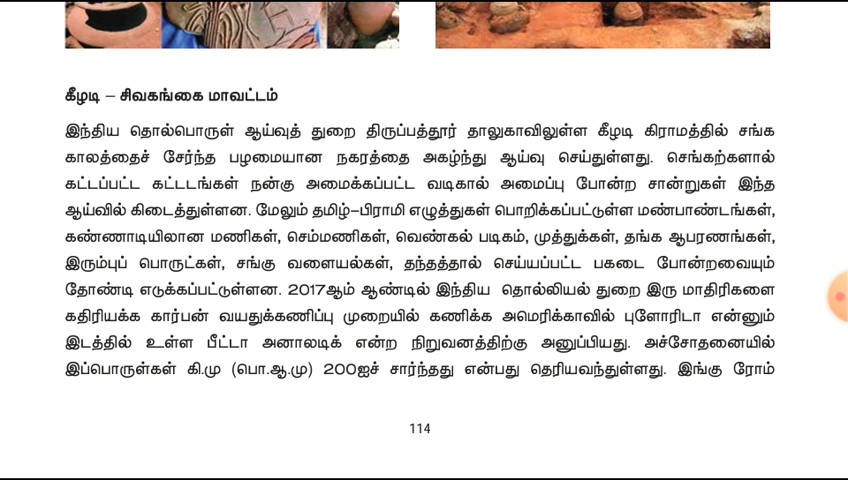 கீழடி – சிவகங்கை மாவட்டம்
இந்திய தொல்பொருள் ஆய்வுத் துறை திருப்பத்தூர் தாலுகாவிலுள்ள கீழடி கிராமத்தில் சங்க
காலத்தைச் சேர்ந்த பழமையான நகரத்தை அகழ்ந்து ஆய்வு செய்துள்ளது. செங்கற்களால்
கட்டப்பட்ட கட்டடங்கள் நன்கு அமைக்கப்பட்ட வடிகால் அமைப்பு போன்ற சான்றுகள் இந்த
ஆய்வில் கிடைத்துள்ளன. மேலும் தமிழ்–பிராமி எழுத்துகள் பொறிக்கப்பட்டுள்ள மண்பாண்டங்கள்,
கண்ணாடியிலான மணிகள், செம்மணிகள், வெண்கல் படிகம், முத்துக்கள், தங்க ஆபரணங்கள்,
இரும்புப் பொருட்கள், சங்கு வளையல்கள், தந்தத்தால் செய்யப்பட்ட பகடை போன்றவையும்
தோண்டி எடுக்கப்பட்டுள்ளன. 2017ஆம் ஆண்டில் இந்திய தொல்லியல் துறை இரு மாதிரிகளை
கதிரியக்க கார்பன் வயதுக்கணிப்பு முறையில் கணிக்க அமெரிக்காவில் புளோரிடா என்னும்
இடத்தில் உள்ள பீட்டா அனாலடிக் என்ற நிறுவனத்திற்கு அனுப்பியது. அச்சோதனையில்
இப்பொருள்கள் கி.மு (பொ.ஆ.மு) 200ஐச் சார்ந்தது என்பது தெரியவந்துள்ளது. இங்கு ரோம்
114